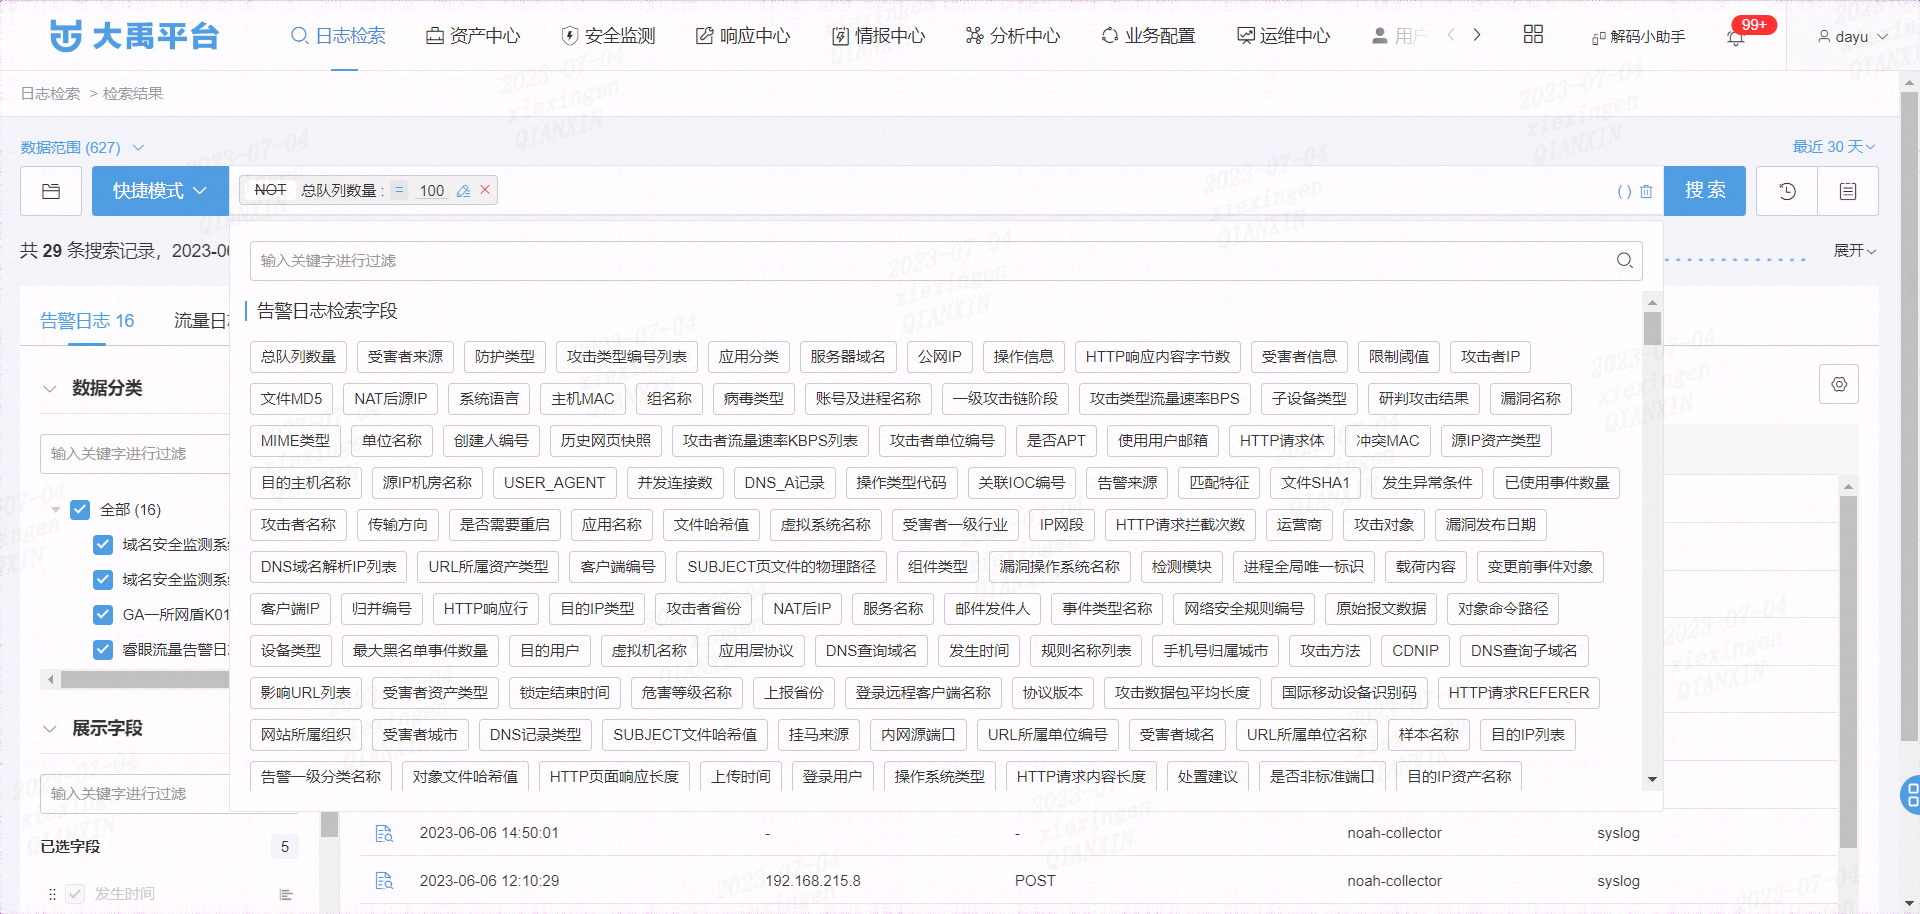 大禹平台
日志检索 资产中心 安全监测 响应中心 情报中心 分析中心 业务配置 运维中心 用户 解码小助手 99+ dayu
日志检索 > 检索结果
数据范围 (627) 最近 30 天
快捷模式 NOT 总队列数量 : = 100 ( ) 搜索
共 29 条搜索记录，2023-0 展开
输入关键字进行过滤
告警日志检索字段
告警日志 16 流量日
总队列数量 受害者来源 防护类型 攻击类型编号列表 应用分类 服务器域名 公网IP 操作信息 HTTP响应内容字节数 受害者信息 限制阈值 攻击者IP
数据分类
文件MD5 NAT后源IP 系统语言 主机MAC 组名称 病毒类型 账号及进程名称 一级攻击链阶段 攻击类型流量速率BPS 子设备类型 研判攻击结果 漏洞名称
MIME类型 单位名称 创建人编号 历史网页快照 攻击者流量速率KBPS列表 攻击者单位编号 是否APT 使用用户邮箱 HTTP请求体 冲突MAC 源IP资产类型
输入关键字进行过滤
目的主机名称 源IP机房名称 USER_AGENT 并发连接数 DNS_A记录 操作类型代码 关联IOC编号 告警来源 匹配特征 文件SHA1 发生异常条件 已使用事件数量
全部 (16)
攻击者名称 传输方向 是否需要重启 应用名称 文件哈希值 虚拟系统名称 受害者一级行业 IP网段 HTTP请求拦截次数 运营商 攻击对象 漏洞发布日期
域名安全监测系
DNS域名解析IP列表 URL所属资产类型 客户端编号 SUBJECT页文件的物理路径 组件类型 漏洞操作系统名称 检测模块 进程全局唯一标识 载荷内容 变更前事件对象
域名安全监测系
客户端IP 归并编号 HTTP响应行 目的IP类型 攻击者省份 NAT后IP 服务名称 邮件发件人 事件类型名称 网络安全规则编号 原始报文数据 对象命令路径
GA一所网盾K01
设备类型 最大黑名单事件数量 目的用户 虚拟机名称 应用层协议 DNS查询域名 发生时间 规则名称列表 手机号归属城市 攻击方法 CDNIP DNS查询子域名
睿眼流量告警日
影响URL列表 受害者资产类型 锁定结束时间 危害等级名称 上报省份 登录远程客户端名称 协议版本 攻击数据包平均长度 国际移动设备识别码 HTTP请求REFERER
展示字段
网站所属组织 受害者城市 DNS记录类型 SUBJECT文件哈希值 挂马来源 内网源端口 URL所属单位编号 受害者域名 URL所属单位名称 样本名称 目的IP列表
告警一级分类名称 对象文件哈希值 HTTP页面响应长度 上传时间 登录用户 操作系统类型 HTTP请求内容长度 处置建议 是否非标准端口 目的IP资产名称
输入关键字进行过滤
2023-06-06 14:50:01 - - noah-collector syslog
已选字段 5
2023-06-06 12:10:29 192.168.215.8 POST noah-collector syslog
发生时间
2023-07-04
xiexingen
QIANXIN